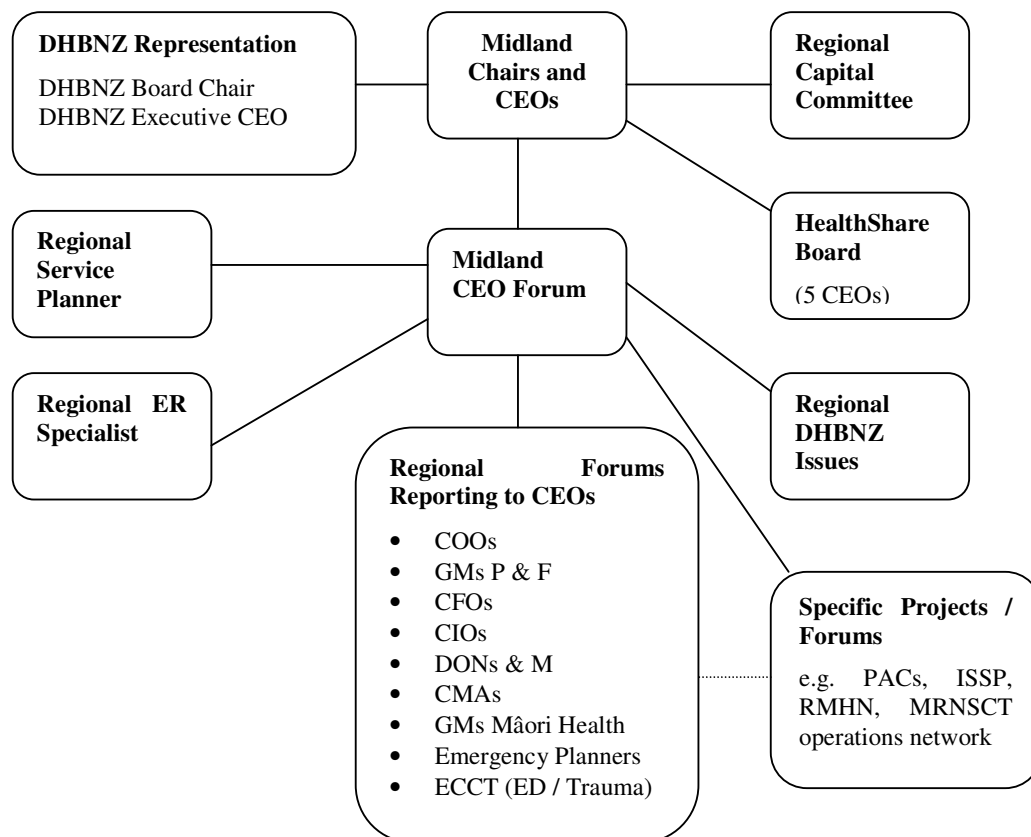 DHBNZ Representation
DHBNZ Board Chair
DHBNZ Executive CEO
Midland
Chairs and
CEOs
Regional
Capital
Committee
HealthShare
Board
(5 CEOs)
Regional
Service
Planner
Midland
CEO Forum
Regional ER
Specialist
Regional
DHBNZ
Issues
Regional Forums
Reporting to CEOs
• COOs
• GMs P & F
• CFOs
• CIOs
• DONs & M
• CMAs
• GMs Mâori Health
• Emergency Planners
• ECCT (ED / Trauma)
Specific Projects /
Forums
e.g. PACs, ISSP,
RMHN, MRNSCT
operations network